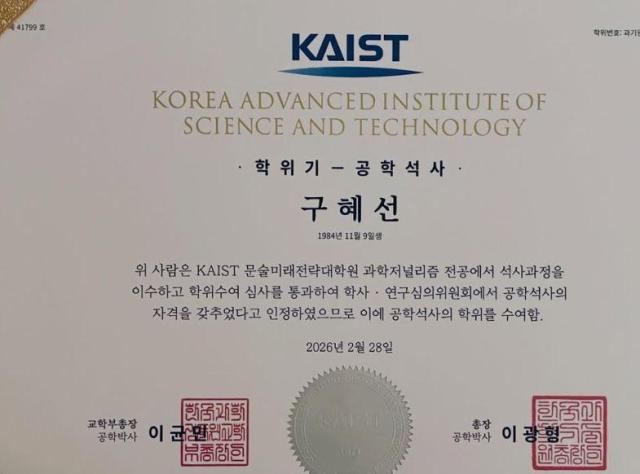 제 41799 호
학위번호: 과기원
KAIST
KOREA ADVANCED INSTITUTE OF
SCIENCE AND TECHNOLOGY
· 학위기 – 공학석사 ·
구혜선
1984년 11월 9일생
위 사람은 KAIST 문술미래전략대학원 과학저널리즘 전공에서 석사과정을
이수하고 학위수여 심사를 통과하여 학사 · 연구심의위원회에서 공학석사의
자격을 갖추었다고 인정하였으므로 이에 공학석사의 학위를 수여함.
2026년 2월 28일
KAIST
교학부총장
공학박사 이균민
총장
공학박사 이광형